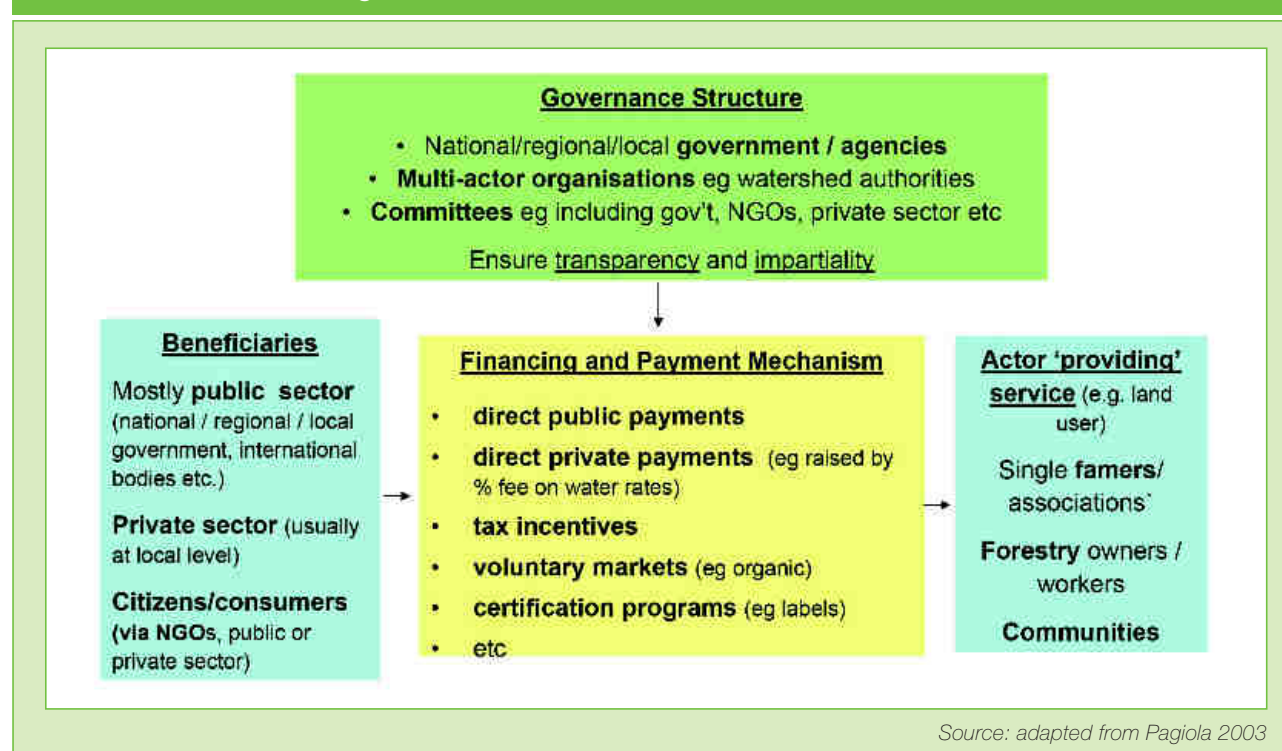 Governance Structure
• National/regional/local government / agencies
• Multi-actor organisations eg watershed authorities
• Committees eg including gov't, NGOs, private sector etc
Ensure transparency and impartiality
Beneficiaries
Mostly public sector
(national / regional / local
government, international
bodies etc.)
Private sector (usually
at local level)
Citizens/consumers
(via NGOs, public or
private sector)
Financing and Payment Mechanism
• direct public payments
• direct private payments (eg raised by
% fee on water rates)
• tax incentives
• voluntary markets (eg organic)
• certification programs (eg labels)
• etc
Actor ‘providing’
service (e.g. land
user)
Single famers/
associations`
Forestry owners /
workers
Communities
Source: adapted from Pagiola 2003